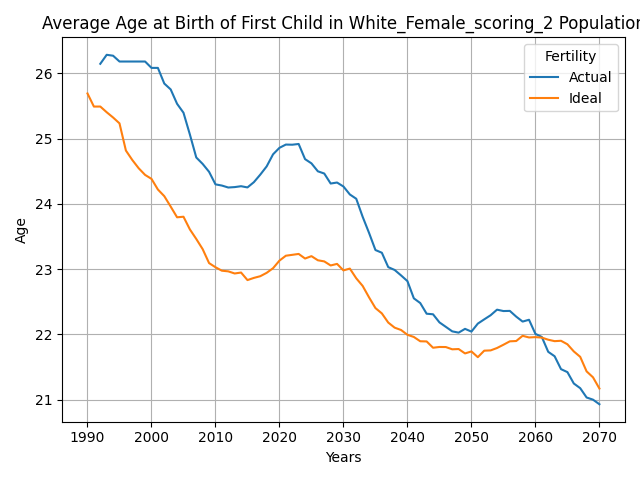 Average Age at Birth of First Child in White_Female_scoring_2 Population
Fertility
Actual
Ideal
Age
26
25
24
23
22
21
1990 2000 2010 2020 2030 2040 2050 2060 2070
Years